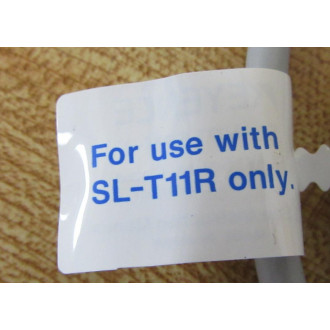 For use with
SL-T11R only.